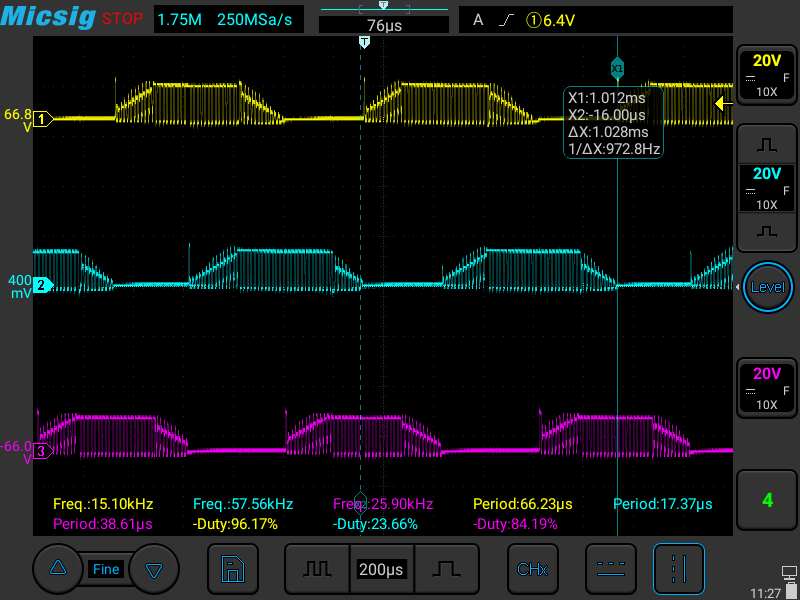 Micsig STOP 1.75M 250MSa/s 76µs A ①6.4V
T
X1
20V
F
10X
X1:1.012ms
X2:-16.00µs
ΔX:1.028ms
1/ΔX:972.8Hz
66.8
V
1
20V
F
10X
400
mV
2
Level
20V
F
10X
-66.0
V
3
Freq.:15.10kHz Freq.:57.56kHz Freq.:25.90kHz Period:66.23µs Period:17.37µs
Period:38.61µs -Duty:96.17% -Duty:23.66% -Duty:84.19%
4
Fine 200µs CHx
11:27